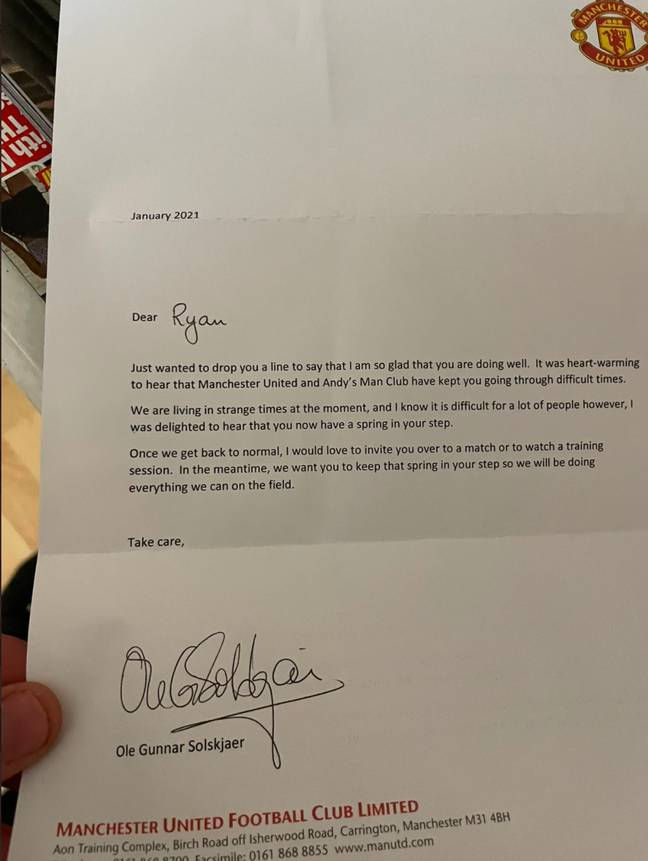 MANCHESTER
UNITED
ith
TH
January 2021
Dear Ryan
Just wanted to drop you a line to say that I am so glad that you are doing well. It was heart-warming
to hear that Manchester United and Andy's Man Club have kept you going through difficult times.
We are living in strange times at the moment, and I know it is difficult for a lot of people however, I
was delighted to hear that you now have a spring in your step.
Once we get back to normal, I would love to invite you over to a match or to watch a training
session. In the meantime, we want you to keep that spring in your step so we will be doing
everything we can on the field.
Take care,
Ole G Solskjaer
Ole Gunnar Solskjaer
MANCHESTER UNITED FOOTBALL CLUB LIMITED
Aon Training Complex, Birch Road off Isherwood Road, Carrington, Manchester M31 4BH
Facsimile: 0161 868 8855 www.manutd.com